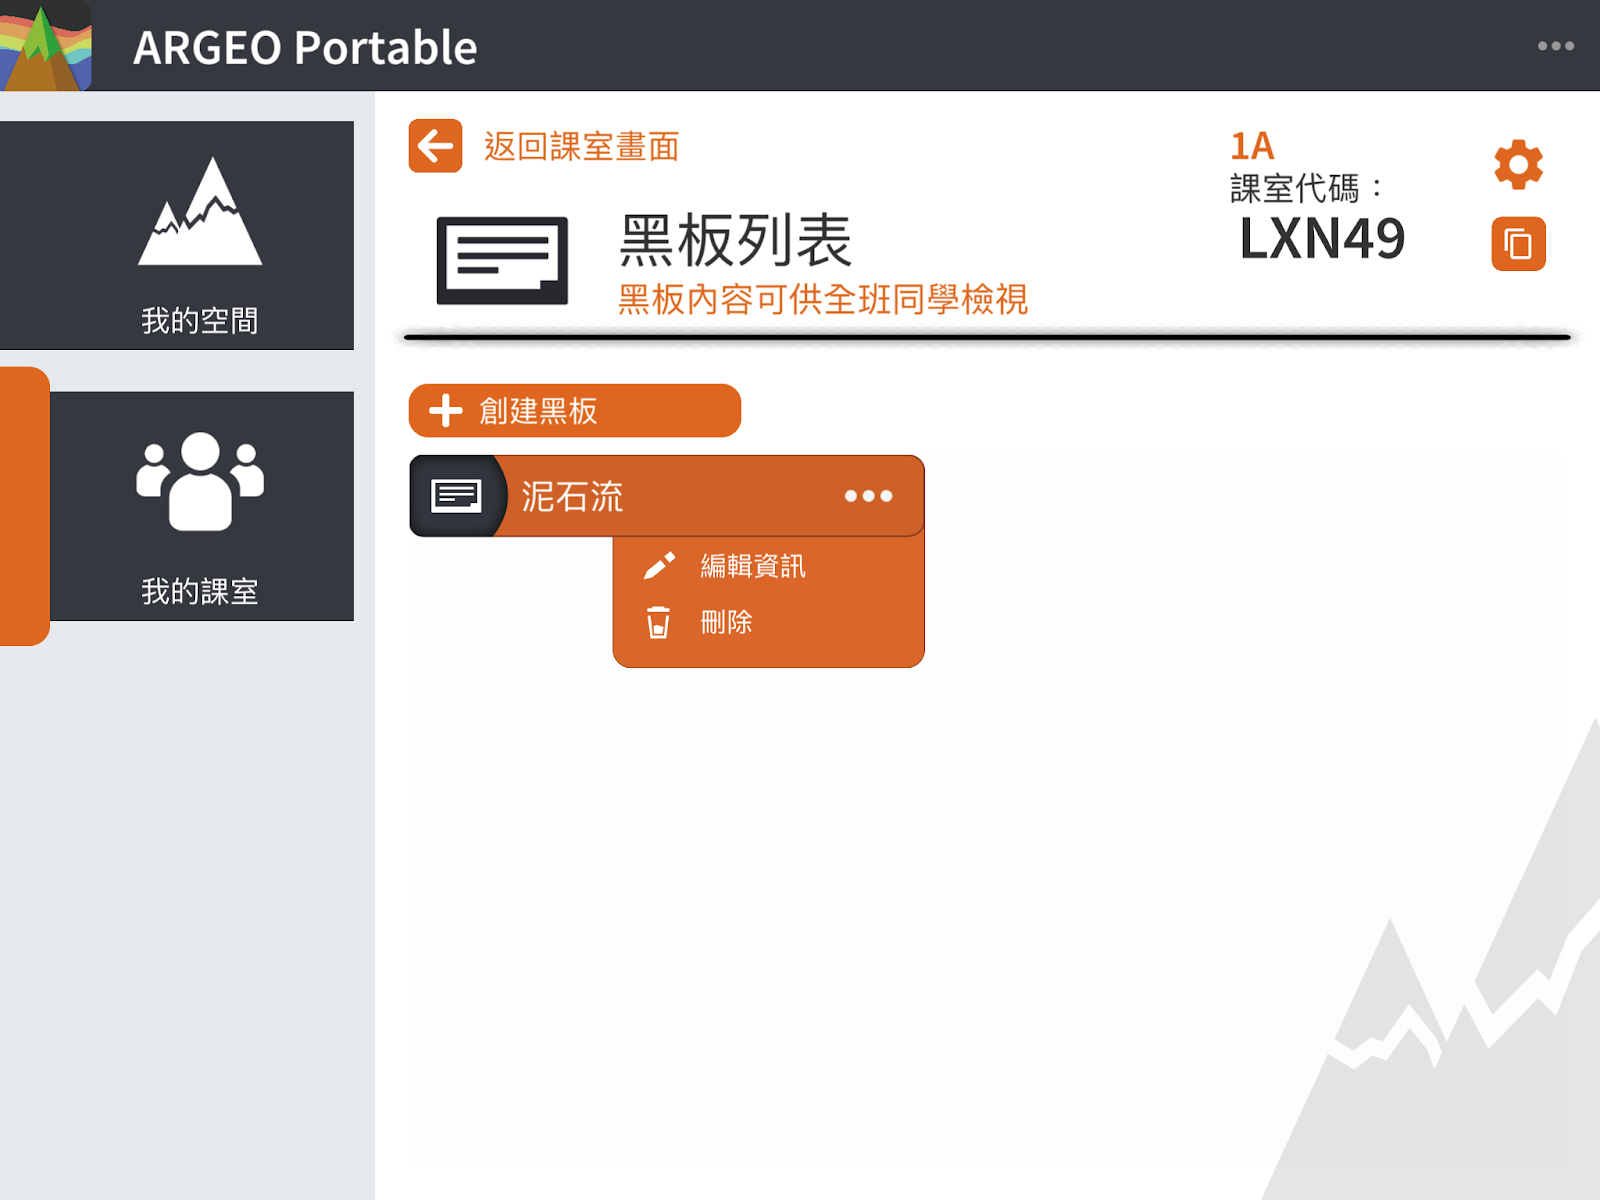 ARGEO Portable
我的空間
我的課室
返回課室畫面
黑板列表
黑板內容可供全班同學檢視
1A
課室代碼：
LXN49
創建黑板
泥石流
編輯資訊
刪除